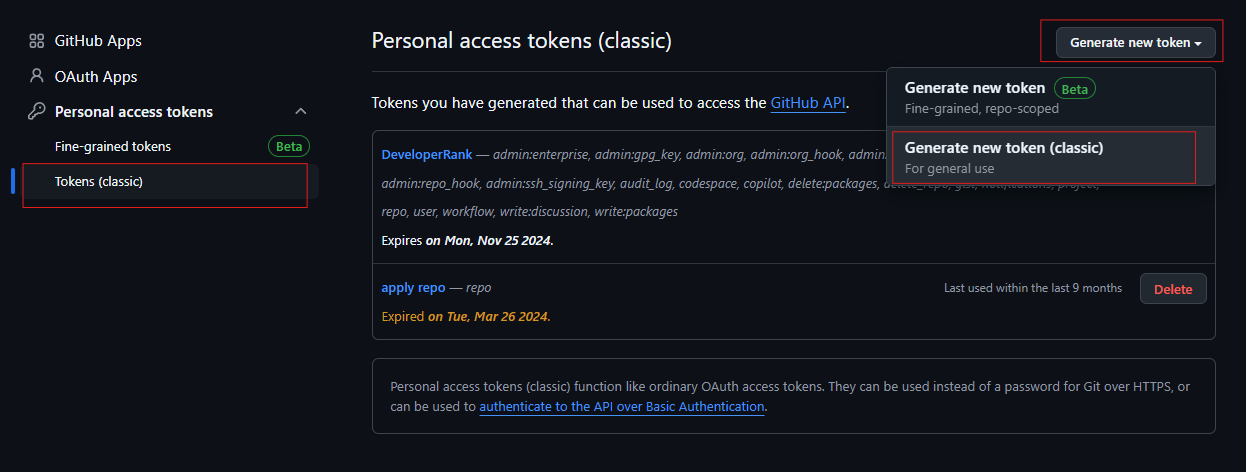 GitHub Apps
OAuth Apps
Personal access tokens
Fine-grained tokens Beta
Tokens (classic)
Personal access tokens (classic)
Generate new token
Generate new token Beta
Fine-grained, repo-scoped
Generate new token (classic)
For general use
Tokens you have generated that can be used to access the GitHub API.
DeveloperRank — admin:enterprise, admin:gpg_key, admin:org, admin:org_hook,
admin:repo_hook, admin:ssh_signing_key, audit_log, codespace, copilot, delete:packages,
repo, user, workflow, write:discussion, write:packages
Expires on Mon, Nov 25 2024.
apply repo — repo
Last used within the last 9 months
Delete
Expired on Tue, Mar 26 2024.
Personal access tokens (classic) function like ordinary OAuth access tokens. They can be used instead of a password for Git over HTTPS, or
can be used to authenticate to the API over Basic Authentication.